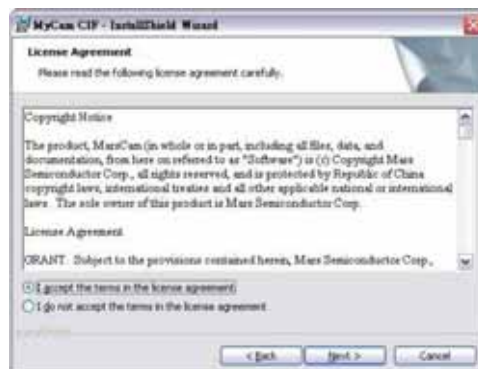 MyCam CIF - InstallShield Wizard
License Agreement
Please read the following license agreement carefully.
Copyright Notice
The product, MarsCam (in whole or in part, including all files, data, and
documentation, from here on referred to as "Software") is (c) Copyright Mars
Semiconductor Corp., all rights reserved, and is protected by Republic of China
copyright laws, international treaties and all other applicable national or international
laws. The sole owner of this product is Mars Semiconductor Corp.
License Agreement
GRANT. Subject to the provisions contained herein, Mars Semiconductor Corp.,
I accept the terms in the license agreement
I do not accept the terms in the license agreement
< Back
Next >
Cancel